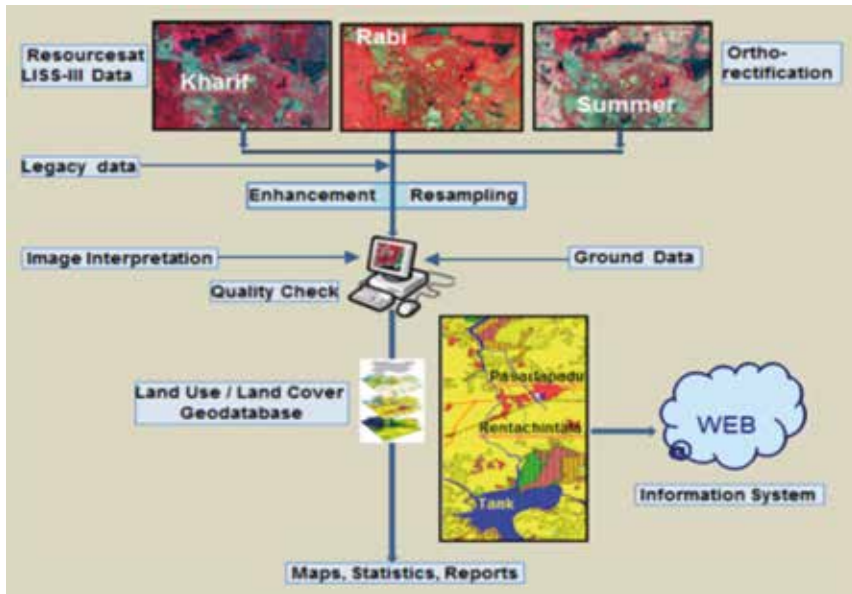 Resourcesat
LISS-III Data
Kharif
Rabi
Summer
Ortho-
rectification
Legacy data
Enhancement Resampling
Image Interpretation
Ground Data
Quality Check
Land Use / Land Cover
Geodatabase
Pasarlapadu
Rentachintala
Tank
WEB
@
Information System
Maps, Statistics, Reports